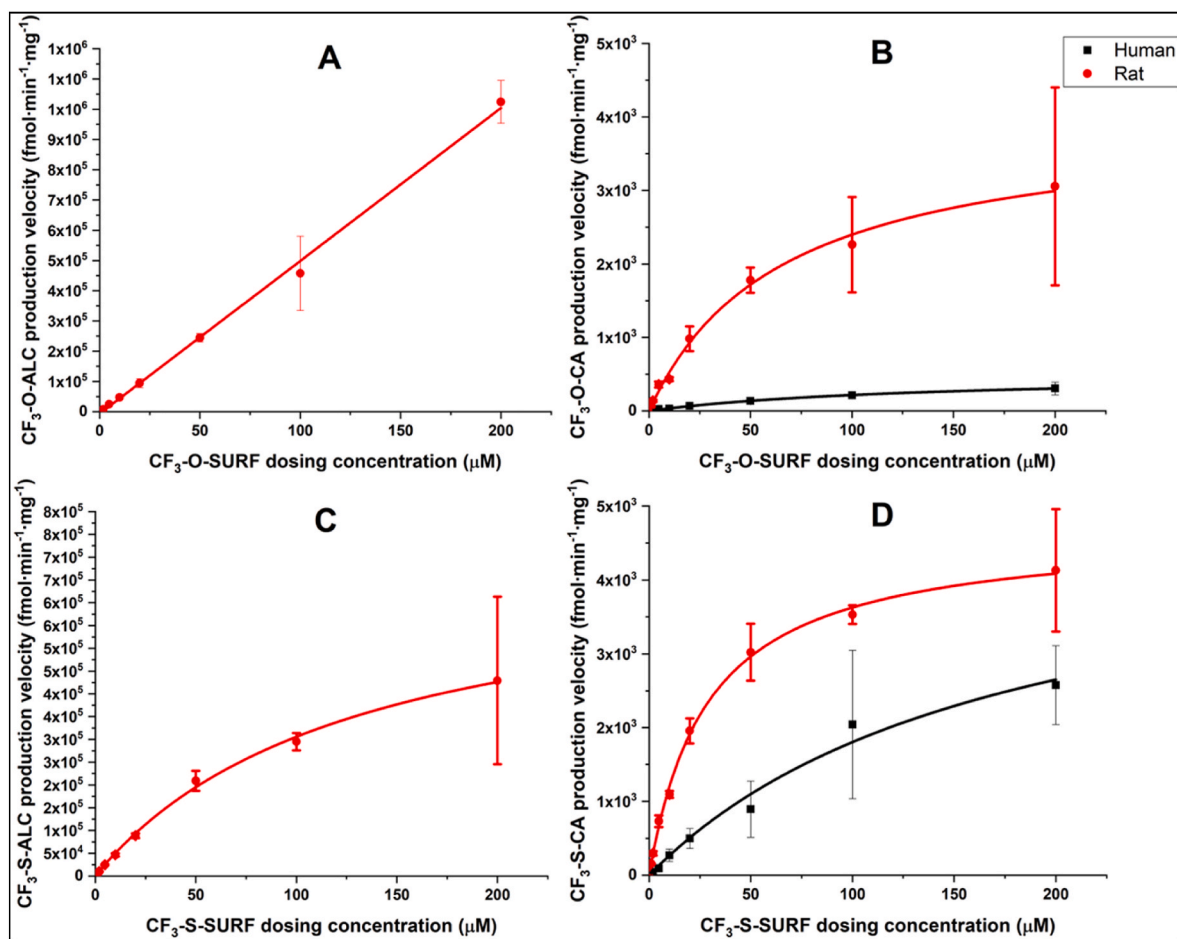 A
CF₃-O-ALC production velocity (fmol·min⁻¹·mg⁻¹)
1x10⁶
1x10⁶
1x10⁶
9x10⁵
8x10⁵
7x10⁵
6x10⁵
5x10⁵
4x10⁵
3x10⁵
2x10⁵
1x10⁵
0
0 50 100 150 200
CF₃-O-SURF dosing concentration (μM)
B
Human
Rat
CF₃-O-CA production velocity (fmol·min⁻¹·mg⁻¹)
5x10³
4x10³
3x10³
2x10³
1x10³
0
0 50 100 150 200
CF₃-O-SURF dosing concentration (μM)
C
CF₃-S-ALC production velocity (fmol·min⁻¹·mg⁻¹)
8x10⁵
7x10⁵
7x10⁵
6x10⁵
6x10⁵
5x10⁵
5x10⁵
4x10⁵
4x10⁵
3x10⁵
3x10⁵
2x10⁵
2x10⁵
1x10⁵
1x10⁵
5x10⁴
0
0 50 100 150 200
CF₃-S-SURF dosing concentration (μM)
D
CF₃-S-CA production velocity (fmol·min⁻¹·mg⁻¹)
5x10³
4x10³
3x10³
2x10³
1x10³
0
0 50 100 150 200
CF₃-S-SURF dosing concentration (μM)